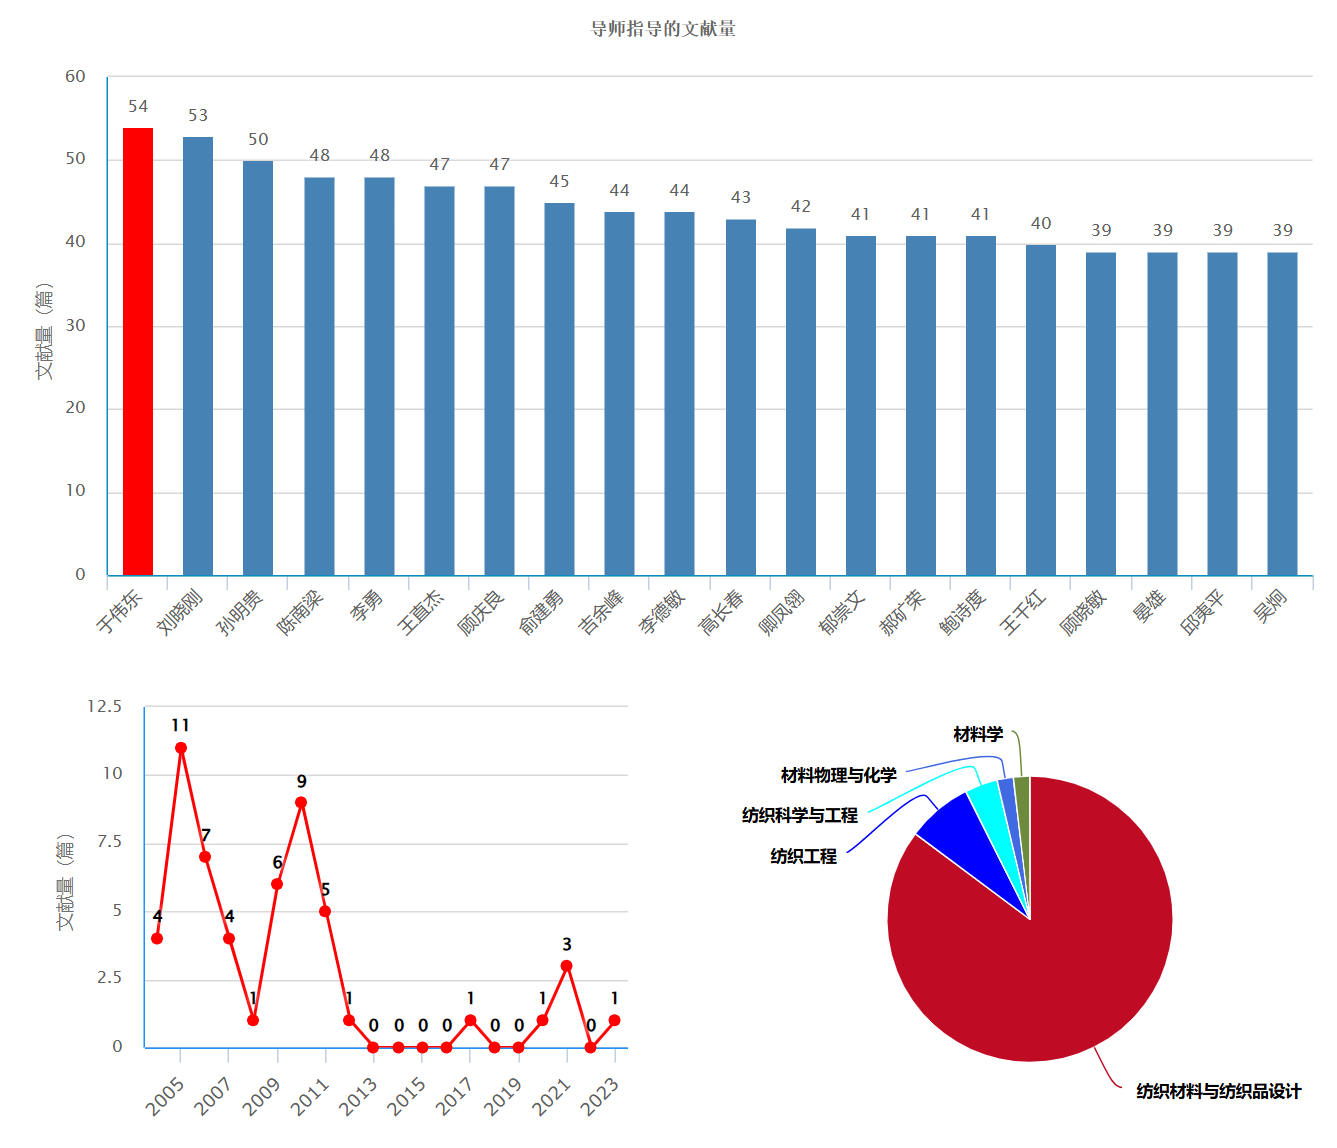 导师指导的文献量
60
50
40
30
20
10
0
文献量（篇）
54
53
50
48
48
47
47
45
44
44
43
42
41
41
41
40
39
39
39
39
于伟东
刘晓刚
孙明贵
陈南梁
李勇
王直杰
顾庆良
俞建勇
吉余峰
李德敏
高长春
卿凤翎
郁崇文
郝矿荣
鲍诗度
王千红
顾晓敏
晏雄
邱夷平
吴炯
12.5
10
7.5
5
2.5
0
文献量（篇）
4
11
7
4
1
6
9
5
1
0
0
0
0
1
0
0
1
3
0
1
2005
2007
2009
2011
2013
2015
2017
2019
2021
2023
材料学
材料物理与化学
纺织科学与工程
纺织工程
纺织材料与纺织品设计